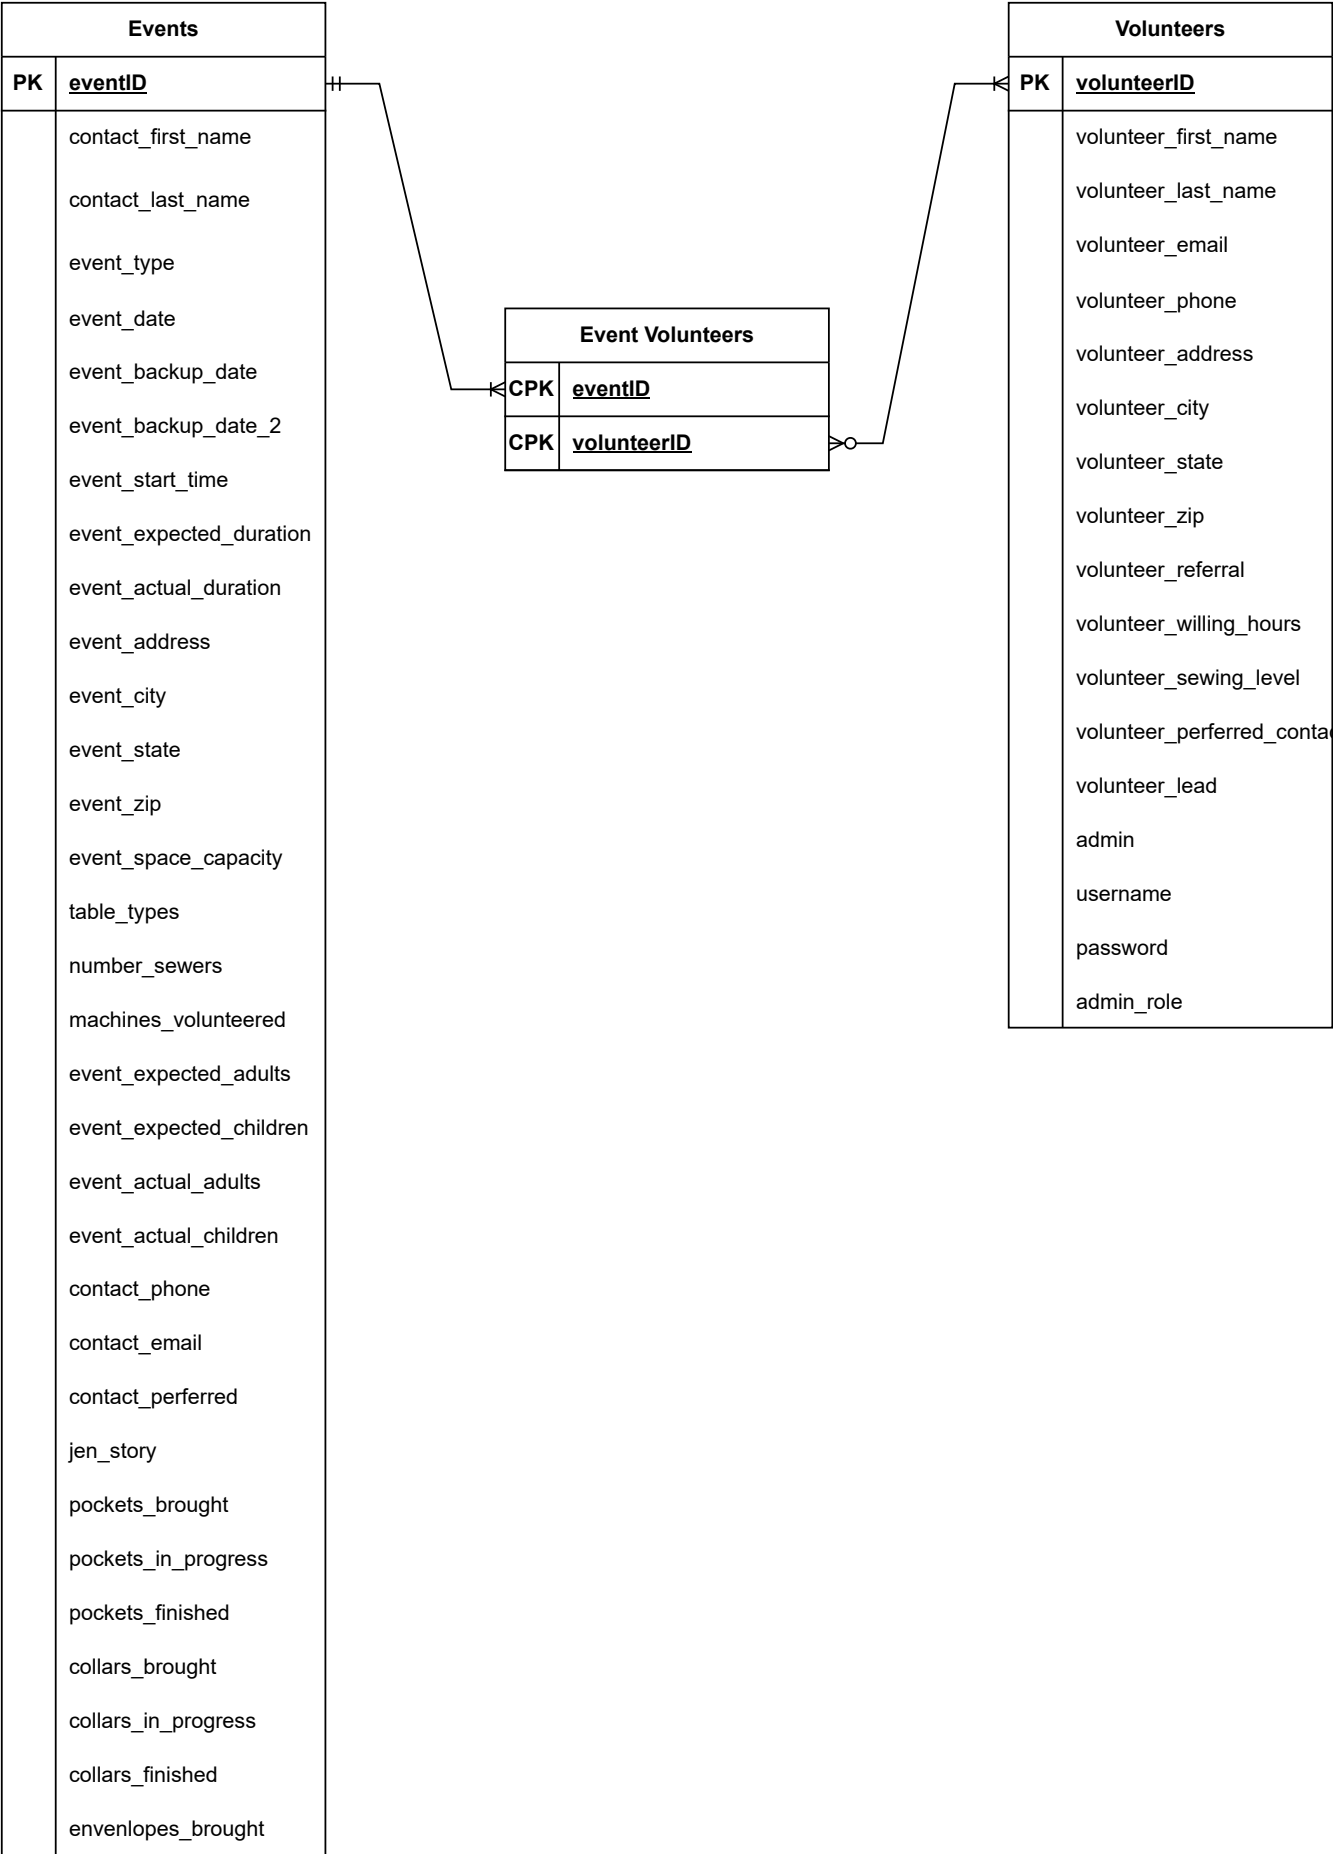 Events
PK eventID
contact_first_name
contact_last_name
event_type
event_date
event_backup_date
event_backup_date_2
event_start_time
event_expected_duration
event_actual_duration
event_address
event_city
event_state
event_zip
event_space_capacity
table_types
number_sewers
machines_volunteered
event_expected_adults
event_expected_children
event_actual_adults
event_actual_children
contact_phone
contact_email
contact_perferred
jen_story
pockets_brought
pockets_in_progress
pockets_finished
collars_brought
collars_in_progress
collars_finished
envenlopes_brought
Event Volunteers
CPK eventID
CPK volunteerID
Volunteers
PK volunteerID
volunteer_first_name
volunteer_last_name
volunteer_email
volunteer_phone
volunteer_address
volunteer_city
volunteer_state
volunteer_zip
volunteer_referral
volunteer_willing_hours
volunteer_sewing_level
volunteer_perferred_contac
volunteer_lead
admin
username
password
admin_role